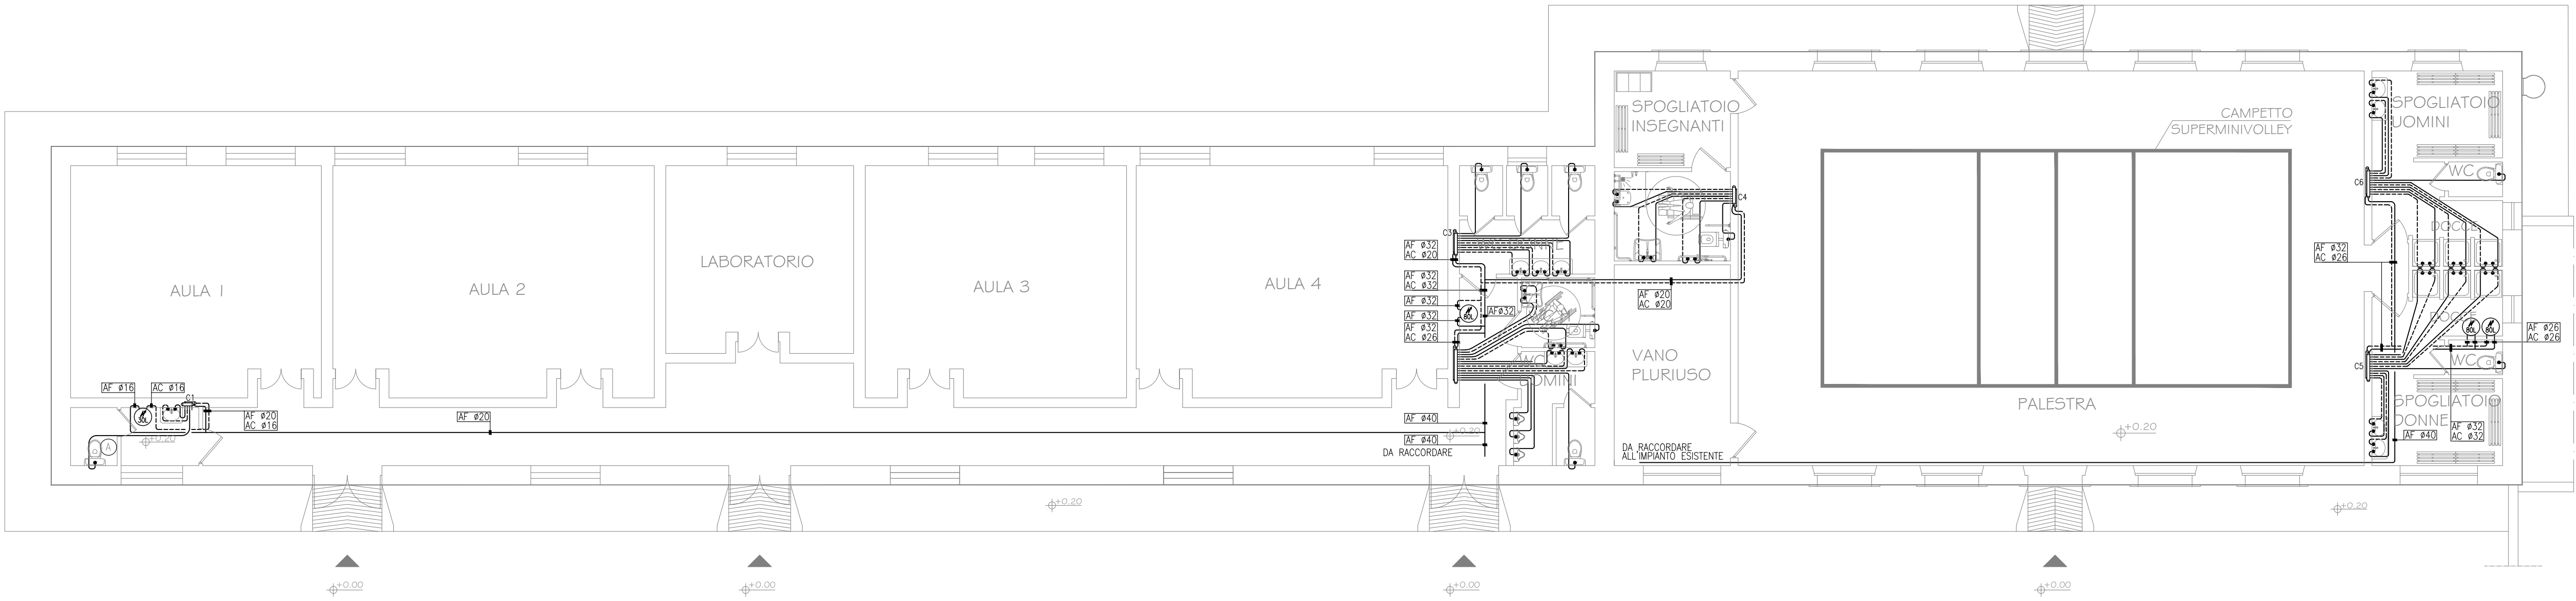 SPOGLIATOIO
INSEGNANTI
CAMPETTO
SUPERMINIVOLLEY
SPOGLIATOIO
UOMINI
WC
C6
C4
C3
AF ø32
AC ø20
AF ø32
AC ø32
AF ø32
AF ø32
AF ø32
AC ø26
AFø32
80L
LABORATORIO
AULA 1
AULA 2
AULA 3
AULA 4
AF ø20
AC ø20
AF ø32
AC ø26
DOCCE
DOCCE
80L
80L
AF ø26
AC ø26
VANO
PLURIUSO
WC
UOMINI
WC
C5
AF ø16
AC ø16
C1
30L
AF ø20
AC ø16
AF ø20
A
+0.20
AF ø40
AF ø40
+0.20
DA RACCORDARE
DA RACCORDARE
ALL'IMPIANTO ESISTENTE
PALESTRA
+0.20
SPOGLIATOIO
DONNE
AF ø40
AF ø32
AC ø32
+0.20
+0.20
+0.00
+0.00
+0.00
+0.00